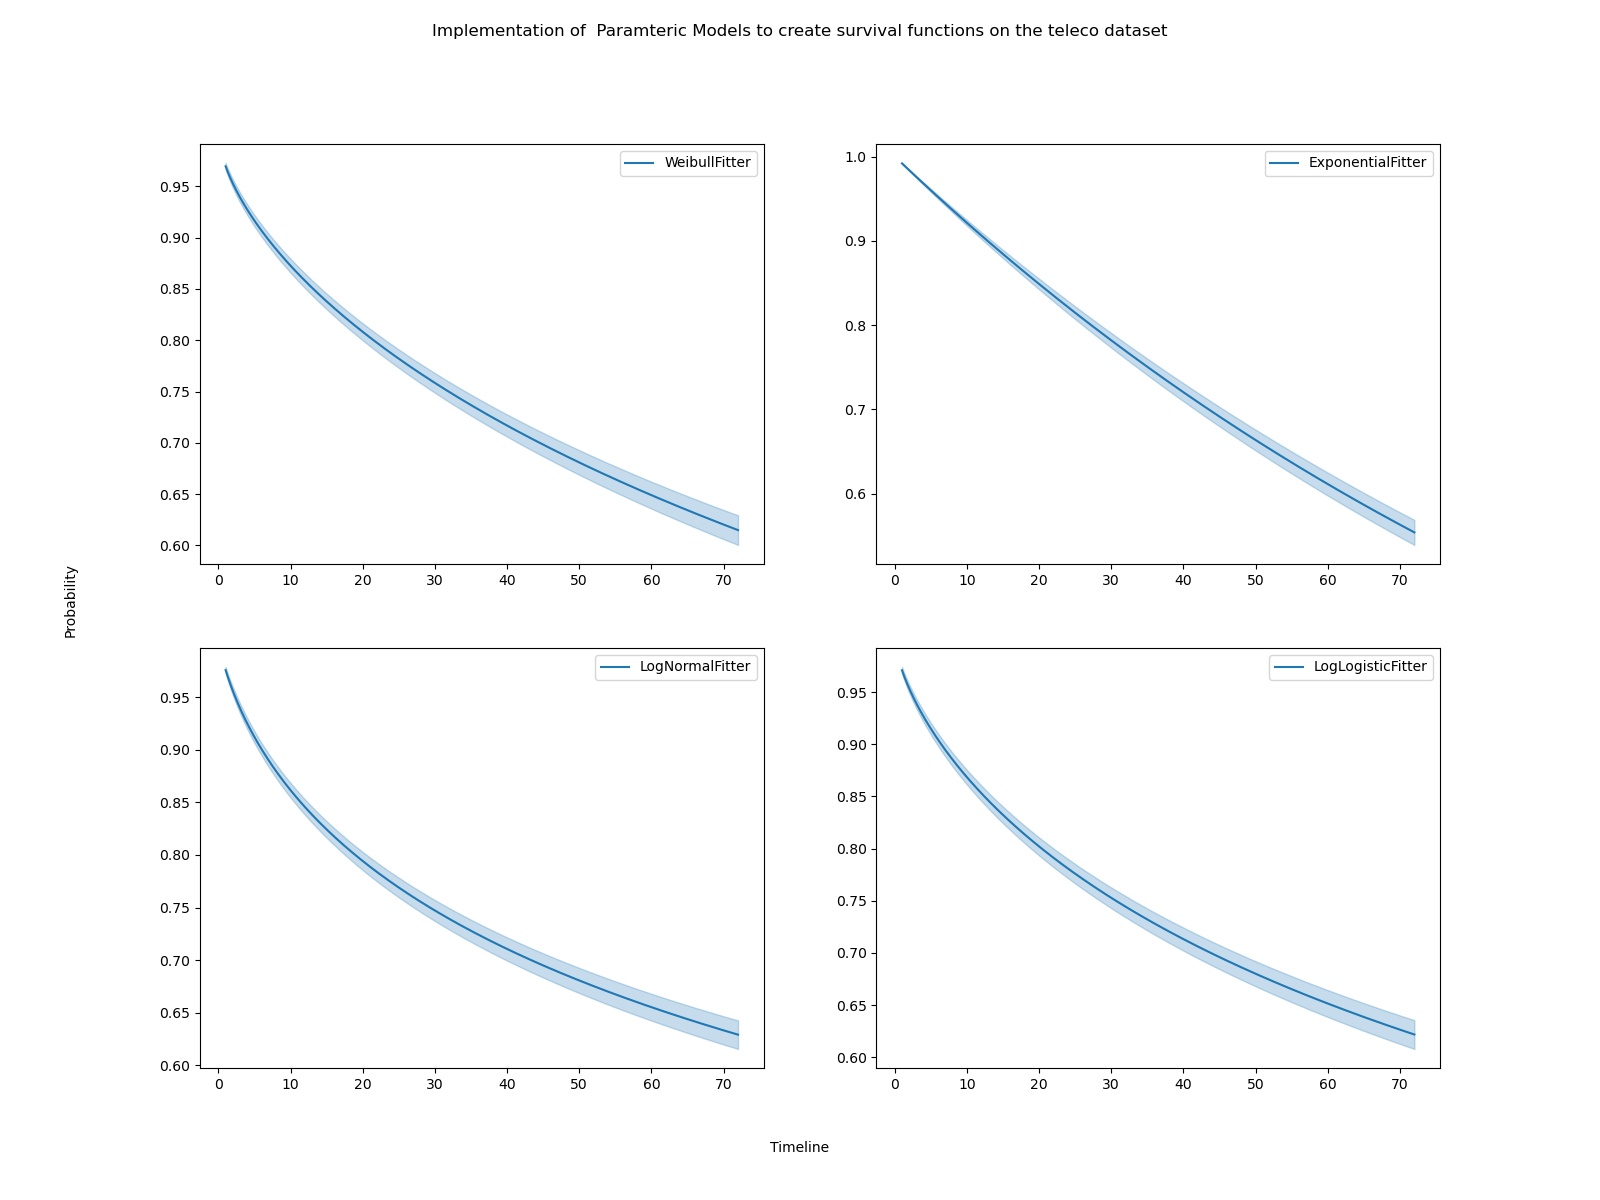 Implementation of  Paramteric Models to create survival functions on the teleco dataset
WeibullFitter
0.95
0.90
0.85
0.80
0.75
0.70
0.65
0.60
0 10 20 30 40 50 60 70
ExponentialFitter
1.0
0.9
0.8
0.7
0.6
0 10 20 30 40 50 60 70
Probability
LogNormalFitter
0.95
0.90
0.85
0.80
0.75
0.70
0.65
0.60
0 10 20 30 40 50 60 70
LogLogisticFitter
0.95
0.90
0.85
0.80
0.75
0.70
0.65
0.60
0 10 20 30 40 50 60 70
Timeline